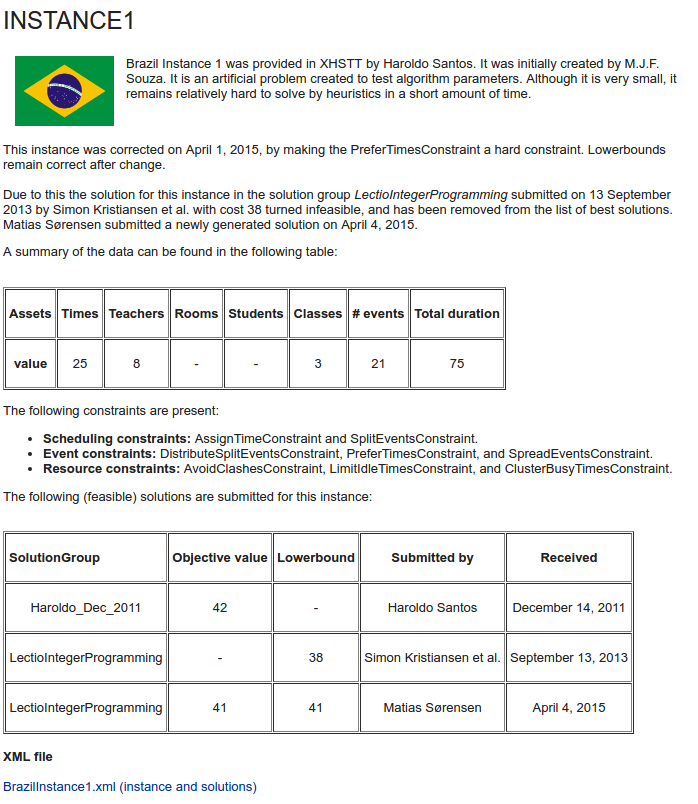 INSTANCE1
Brazil Instance 1 was provided in XHSTT by Haroldo Santos. It was initially created by M.J.F.
Souza. It is an artificial problem created to test algorithm parameters. Although it is very small, it
remains relatively hard to solve by heuristics in a short amount of time.
This instance was corrected on April 1, 2015, by making the PreferTimesConstraint a hard constraint. Lowerbounds
remain correct after change.
Due to this the solution for this instance in the solution group LectioIntegerProgramming submitted on 13 September
2013 by Simon Kristiansen et al. with cost 38 turned infeasible, and has been removed from the list of best solutions.
Matias Sørensen submitted a newly generated solution on April 4, 2015.
A summary of the data can be found in the following table:
Assets Times Teachers Rooms Students Classes # events Total duration
value 25 8 - - 3 21 75
The following constraints are present:
• Scheduling constraints: AssignTimeConstraint and SplitEventsConstraint.
• Event constraints: DistributeSplitEventsConstraint, PreferTimesConstraint, and SpreadEventsConstraint.
• Resource constraints: AvoidClashesConstraint, LimitIdleTimesConstraint, and ClusterBusyTimesConstraint.
The following (feasible) solutions are submitted for this instance:
SolutionGroup Objective value Lowerbound Submitted by Received
Haroldo_Dec_2011 42 - Haroldo Santos December 14, 2011
LectioIntegerProgramming - 38 Simon Kristiansen et al. September 13, 2013
LectioIntegerProgramming 41 41 Matias Sørensen April 4, 2015
XML file
BrazilInstance1.xml (instance and solutions)